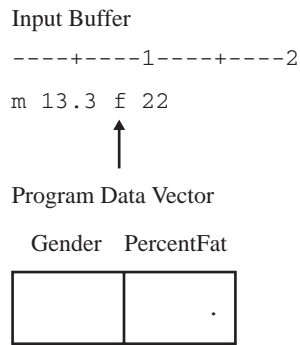 Input Buffer
----+----1----+----2
m 13.3 f 22
Program Data Vector
Gender PercentFat
.